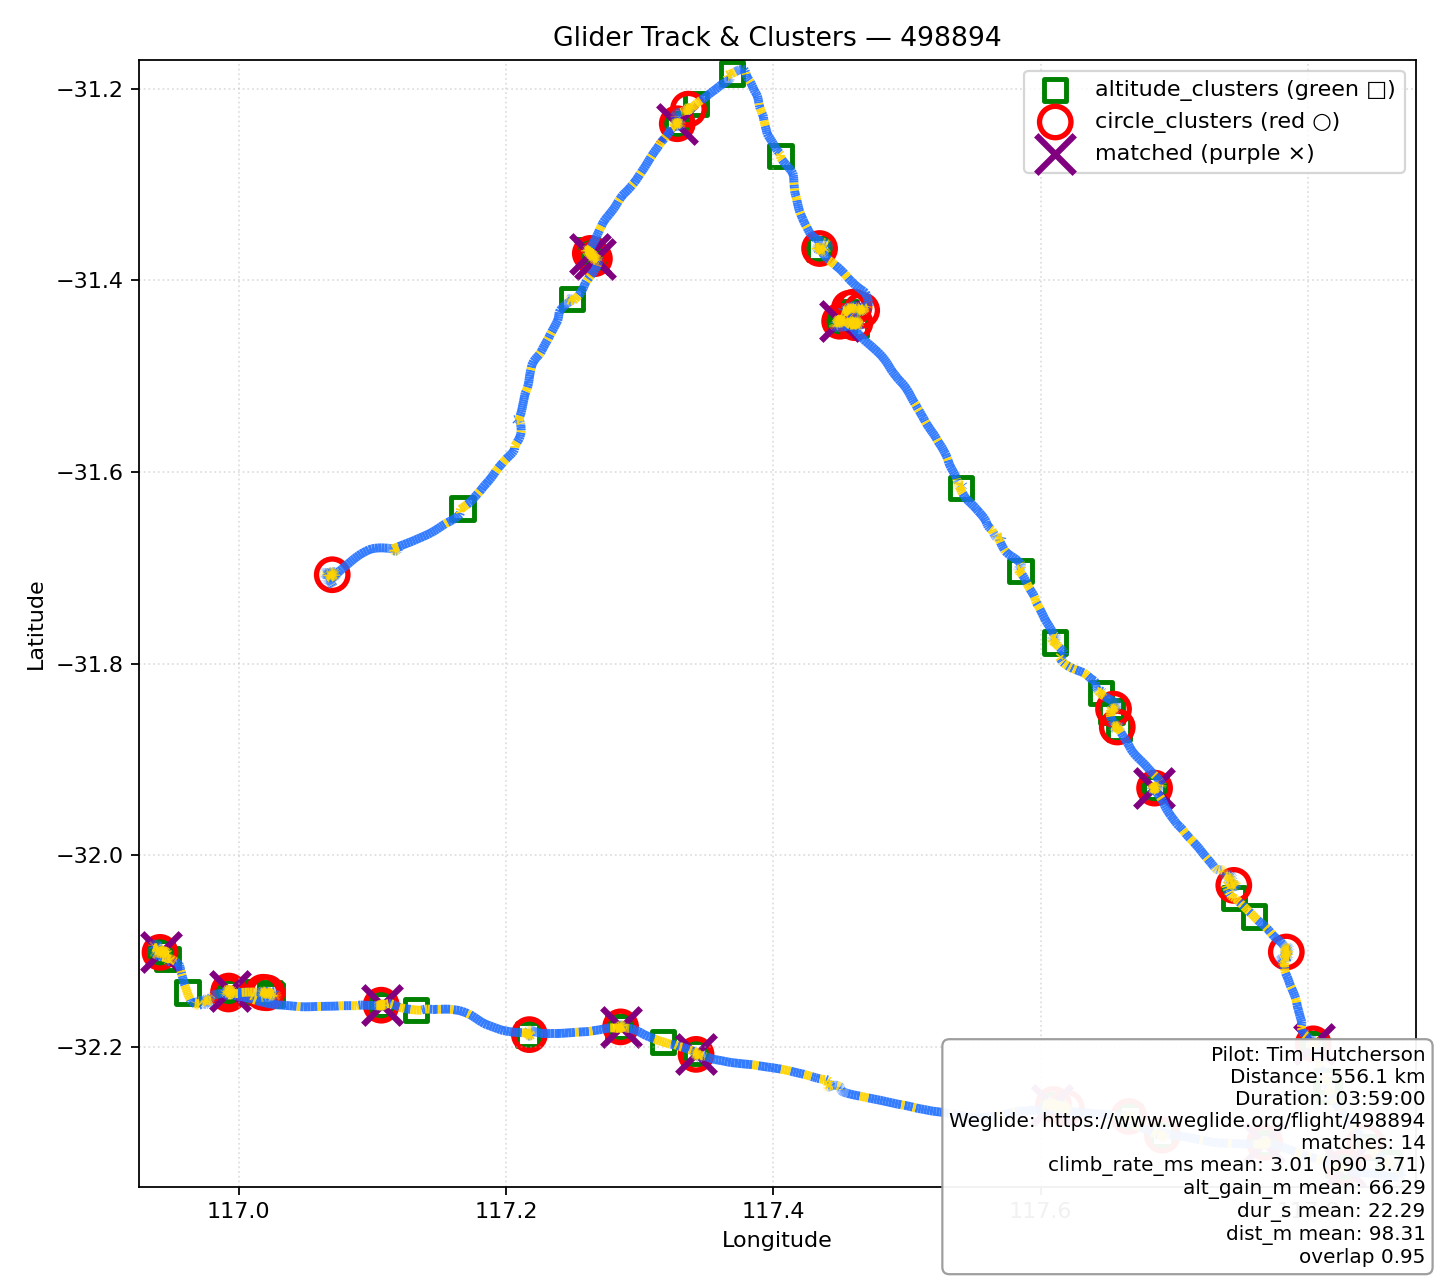 Glider Track & Clusters — 498894
altitude_clusters (green □)
circle_clusters (red ○)
matched (purple ×)
Latitude
−31.2
−31.4
−31.6
−31.8
−32.0
−32.2
117.0
117.2
117.4
117.6
Longitude
Pilot: Tim Hutcherson
Distance: 556.1 km
Duration: 03:59:00
Weglide: https://www.weglide.org/flight/498894
matches: 14
climb_rate_ms mean: 3.01 (p90 3.71)
alt_gain_m mean: 66.29
dur_s mean: 22.29
dist_m mean: 98.31
overlap 0.95